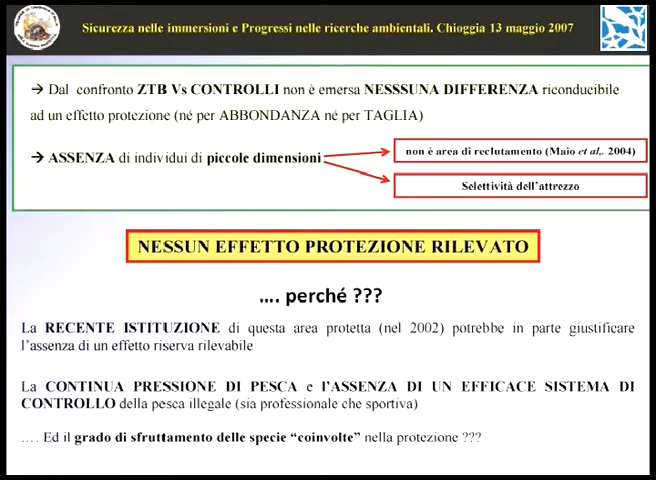 Sicurezza nelle immersioni e Progressi nelle ricerche ambientali. Chioggia 13 maggio 2007
→ Dal confronto ZTB Vs CONTROLLI non è emersa NESSSUNA DIFFERENZA riconducibile
ad un effetto protezione (né per ABBONDANZA né per TAGLIA)
→ ASSENZA di individui di piccole dimensioni
non è area di reclutamento (Maio et al,. 2004)
Selettività dell'attrezzo
NESSUN EFFETTO PROTEZIONE RILEVATO
.... perché ???
La RECENTE ISTITUZIONE di questa area protetta (nel 2002) potrebbe in parte giustificare
l'assenza di un effetto riserva rilevabile
La CONTINUA PRESSIONE DI PESCA e l'ASSENZA DI UN EFFICACE SISTEMA DI
CONTROLLO della pesca illegale (sia professionale che sportiva)
.... Ed il grado di sfruttamento delle specie "coinvolte" nella protezione ???